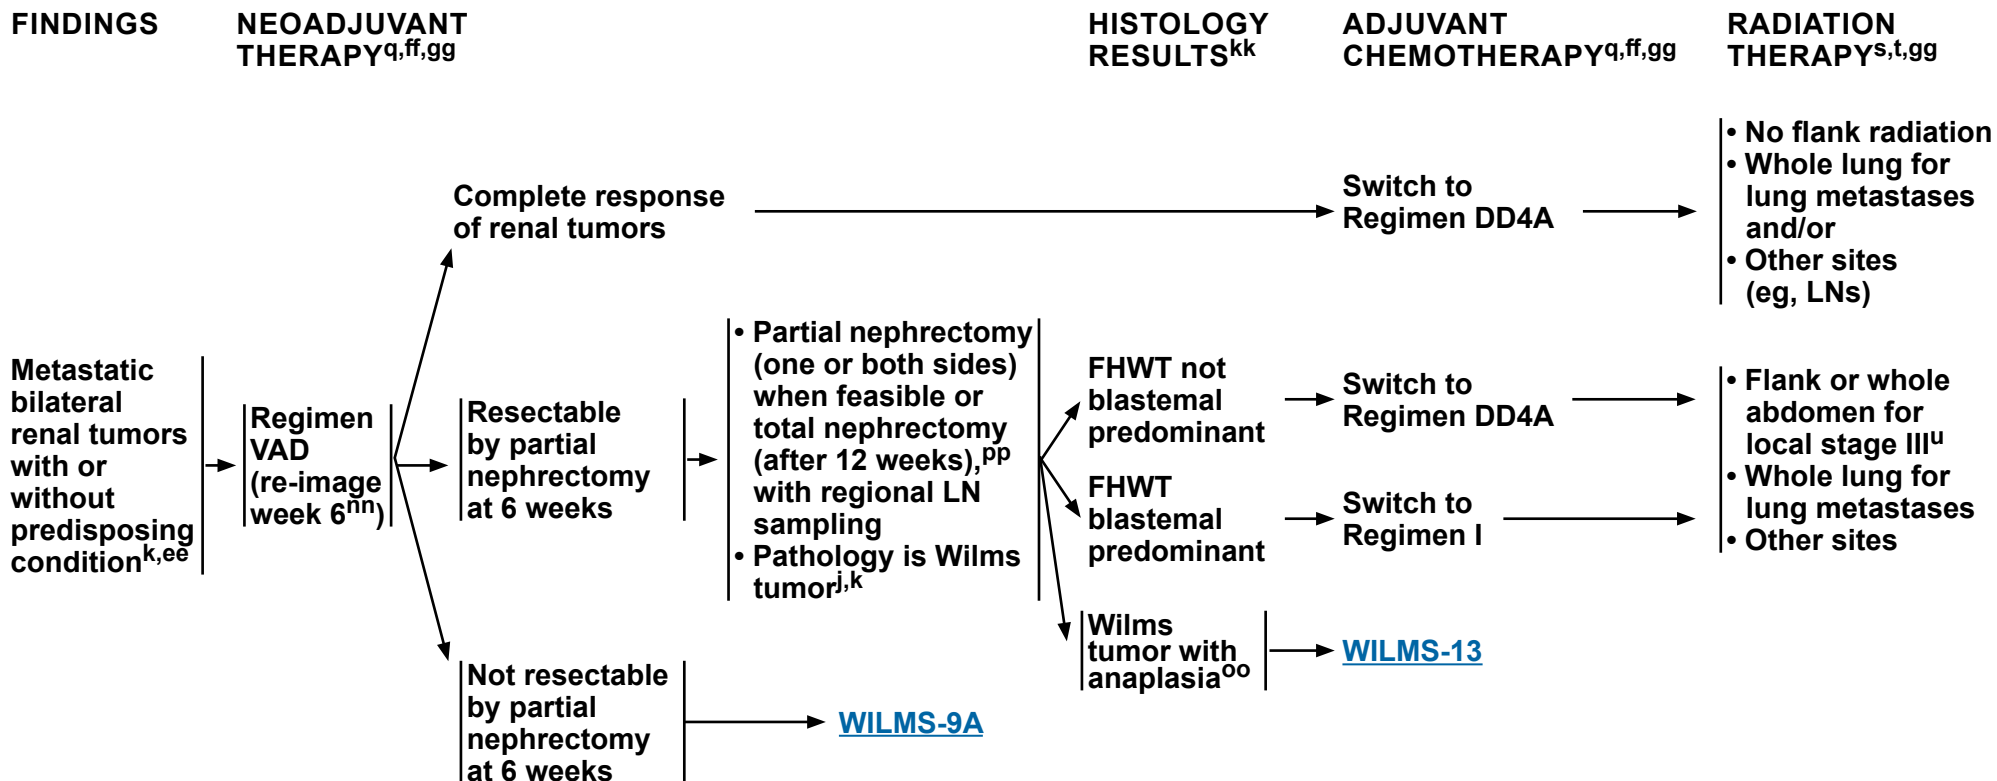 FINDINGS
NEOADJUVANT
THERAPYq,ff,gg
HISTOLOGY
RESULTSkk
ADJUVANT
CHEMOTHERAPYq,ff,gg
RADIATION
THERAPYs,t,gg
Metastatic
bilateral
renal tumors
with or
without
predisposing
conditionk,ee
Regimen
VAD
(re-image
week 6nn)
Complete response
of renal tumors
Switch to
Regimen DD4A
• No flank radiation
• Whole lung for
lung metastases
and/or
• Other sites
(eg, LNs)
Resectable
by partial
nephrectomy
at 6 weeks
• Partial nephrectomy
(one or both sides)
when feasible or
total nephrectomy
(after 12 weeks),pp
with regional LN
sampling
• Pathology is Wilms
tumorj,k
FHWT not
blastemal
predominant
Switch to
Regimen DD4A
FHWT
blastemal
predominant
Switch to
Regimen I
• Flank or whole
abdomen for
local stage IIIu
• Whole lung for
lung metastases
• Other sites
Wilms
tumor with
anaplasiaoo
WILMS-13
Not resectable
by partial
nephrectomy
at 6 weeks
WILMS-9A